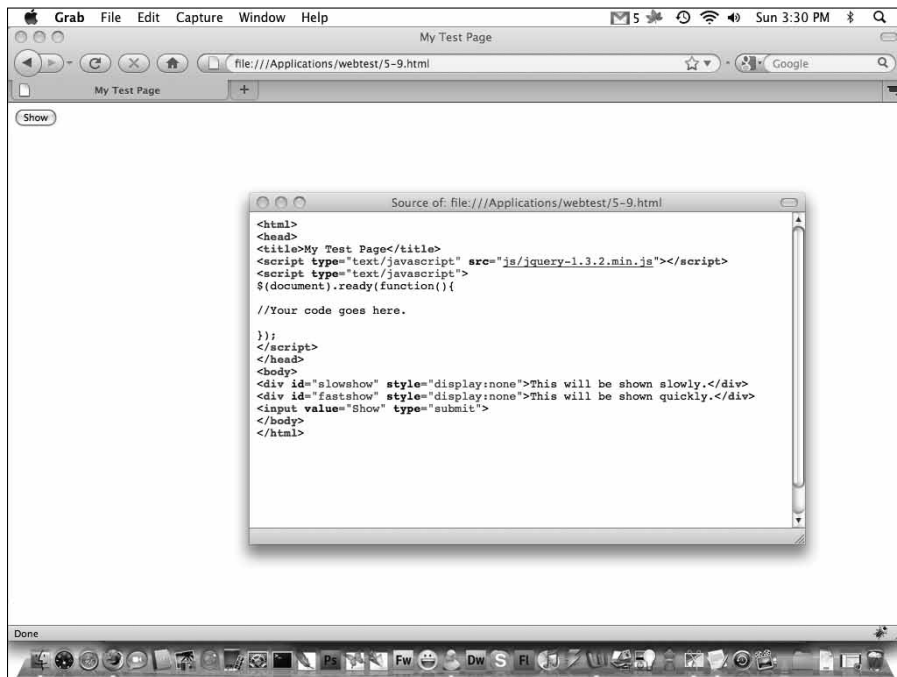 Grab File Edit Capture Window Help 5 Sun 3:30 PM
My Test Page
file:///Applications/webtest/5-9.html Google
My Test Page +
Show
Source of: file:///Applications/webtest/5-9.html
<html>
<head>
<title>My Test Page</title>
<script type="text/javascript" src="js/jquery-1.3.2.min.js"></script>
<script type="text/javascript">
$(document).ready(function(){
//Your code goes here.
});
</script>
</head>
<body>
<div id="slowshow" style="display:none">This will be shown slowly.</div>
<div id="fastshow" style="display:none">This will be shown quickly.</div>
<input value="Show" type="submit">
</body>
</html>
Done
Ps Fw Dw S Fl